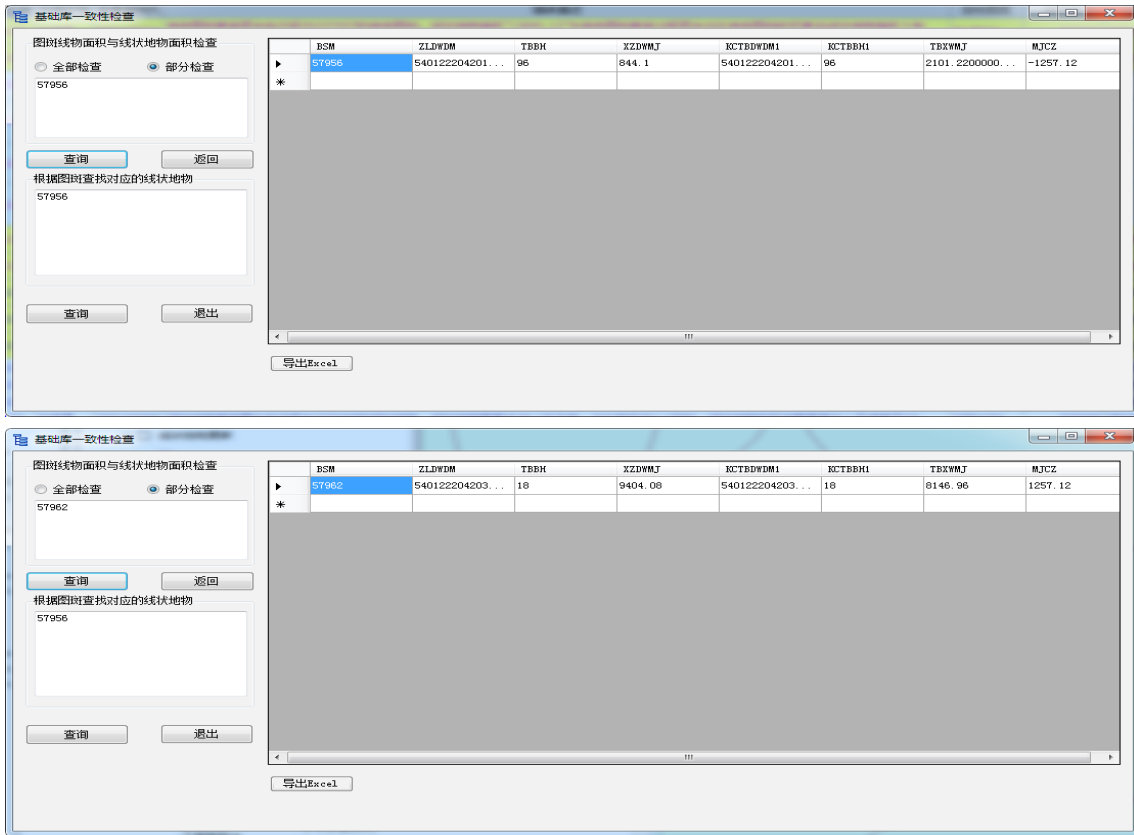 基础库一致性检查
图斑线物面积与线状地物面积检查
全部检查 部分检查
57956
查询 返回
根据图斑查找对应的线状地物
57956
查询 退出
BSM ZLDWDM TBBH XZDWMJ KCTBDWDM1 KCTBBH1 TBXWMJ MJCZ
57956 540122204201... 96 844.1 540122204201... 96 2101.2200000... -1257.12
导出Excel
基础库一致性检查
图斑线物面积与线状地物面积检查
全部检查 部分检查
57962
查询 返回
根据图斑查找对应的线状地物
57956
查询 退出
BSM ZLDWDM TBBH XZDWMJ KCTBDWDM1 KCTBBH1 TBXWMJ MJCZ
57962 540122204203... 18 9404.08 540122204203... 18 8146.96 1257.12
导出Excel